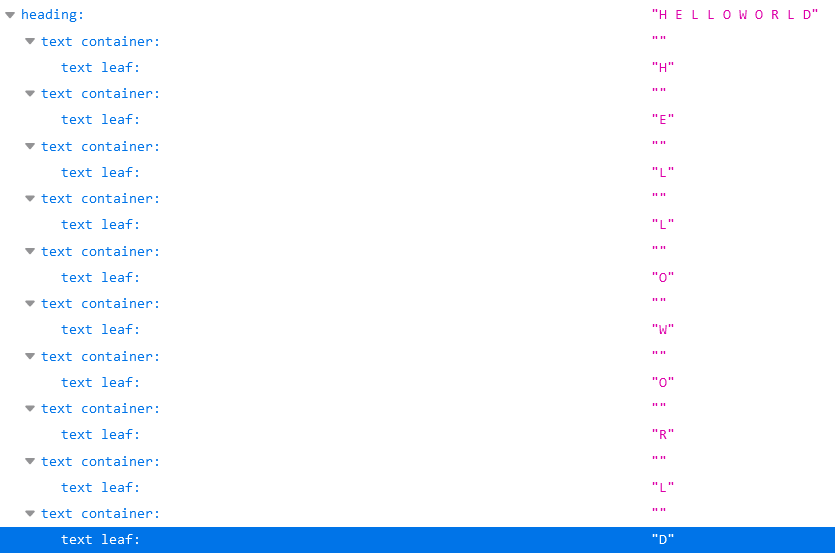 heading: "H E L L O W O R L D"
text container: ""
text leaf: "H"
text container: ""
text leaf: "E"
text container: ""
text leaf: "L"
text container: ""
text leaf: "L"
text container: ""
text leaf: "O"
text container: ""
text leaf: "W"
text container: ""
text leaf: "O"
text container: ""
text leaf: "R"
text container: ""
text leaf: "L"
text container: ""
text leaf: "D"